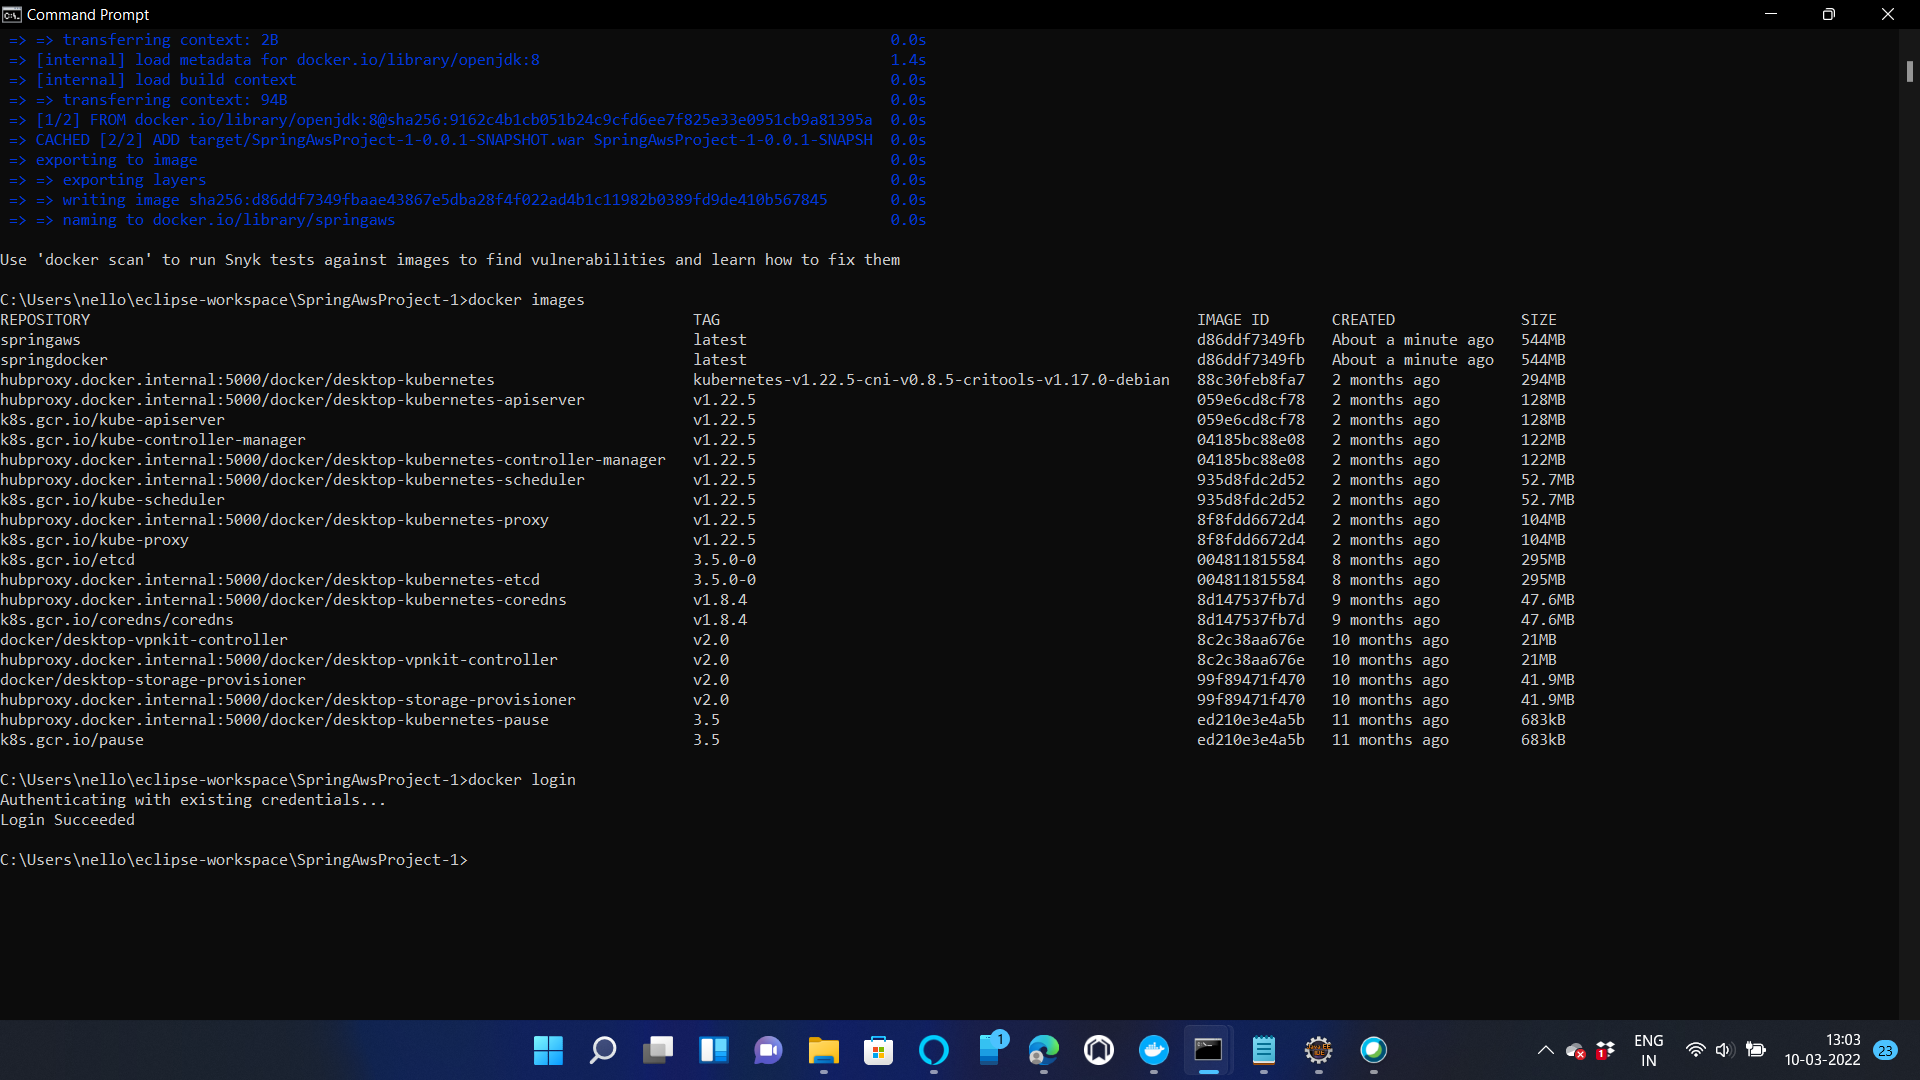 Command Prompt
=> => transferring context: 2B 0.0s
=> [internal] load metadata for docker.io/library/openjdk:8 1.4s
=> [internal] load build context 0.0s
=> => transferring context: 94B 0.0s
=> [1/2] FROM docker.io/library/openjdk:8@sha256:9162c4b1cb051b24c9cfd6ee7f825e33e0951cb9a81395a 0.0s
=> CACHED [2/2] ADD target/SpringAwsProject-1-0.0.1-SNAPSHOT.war SpringAwsProject-1-0.0.1-SNAPSH 0.0s
=> exporting to image 0.0s
=> => exporting layers 0.0s
=> => writing image sha256:d86ddf7349fbaae43867e5dba28f4f022ad4b1c11982b0389fd9de410b567845 0.0s
=> => naming to docker.io/library/springaws 0.0s
Use 'docker scan' to run Snyk tests against images to find vulnerabilities and learn how to fix them
C:\Users\nello\eclipse-workspace\SpringAwsProject-1>docker images
REPOSITORY TAG IMAGE ID CREATED SIZE
springaws latest d86ddf7349fb About a minute ago 544MB
springdocker latest d86ddf7349fb About a minute ago 544MB
hubproxy.docker.internal:5000/docker/desktop-kubernetes kubernetes-v1.22.5-cni-v0.8.5-critools-v1.17.0-debian 88c30feb8fa7 2 months ago 294MB
hubproxy.docker.internal:5000/docker/desktop-kubernetes-apiserver v1.22.5 059e6cd8cf78 2 months ago 128MB
k8s.gcr.io/kube-apiserver v1.22.5 059e6cd8cf78 2 months ago 128MB
k8s.gcr.io/kube-controller-manager v1.22.5 04185bc88e08 2 months ago 122MB
hubproxy.docker.internal:5000/docker/desktop-kubernetes-controller-manager v1.22.5 04185bc88e08 2 months ago 122MB
hubproxy.docker.internal:5000/docker/desktop-kubernetes-scheduler v1.22.5 935d8fdc2d52 2 months ago 52.7MB
k8s.gcr.io/kube-scheduler v1.22.5 935d8fdc2d52 2 months ago 52.7MB
hubproxy.docker.internal:5000/docker/desktop-kubernetes-proxy v1.22.5 8f8fdd6672d4 2 months ago 104MB
k8s.gcr.io/kube-proxy v1.22.5 8f8fdd6672d4 2 months ago 104MB
k8s.gcr.io/etcd 3.5.0-0 004811815584 8 months ago 295MB
hubproxy.docker.internal:5000/docker/desktop-kubernetes-etcd 3.5.0-0 004811815584 8 months ago 295MB
hubproxy.docker.internal:5000/docker/desktop-kubernetes-coredns v1.8.4 8d147537fb7d 9 months ago 47.6MB
k8s.gcr.io/coredns/coredns v1.8.4 8d147537fb7d 9 months ago 47.6MB
docker/desktop-vpnkit-controller v2.0 8c2c38aa676e 10 months ago 21MB
hubproxy.docker.internal:5000/docker/desktop-vpnkit-controller v2.0 8c2c38aa676e 10 months ago 21MB
docker/desktop-storage-provisioner v2.0 99f89471f470 10 months ago 41.9MB
hubproxy.docker.internal:5000/docker/desktop-storage-provisioner v2.0 99f89471f470 10 months ago 41.9MB
hubproxy.docker.internal:5000/docker/desktop-kubernetes-pause 3.5 ed210e3e4a5b 11 months ago 683kB
k8s.gcr.io/pause 3.5 ed210e3e4a5b 11 months ago 683kB
C:\Users\nello\eclipse-workspace\SpringAwsProject-1>docker login
Authenticating with existing credentials...
Login Succeeded
C:\Users\nello\eclipse-workspace\SpringAwsProject-1>
1
1
ENG
IN
13:03
10-03-2022
23